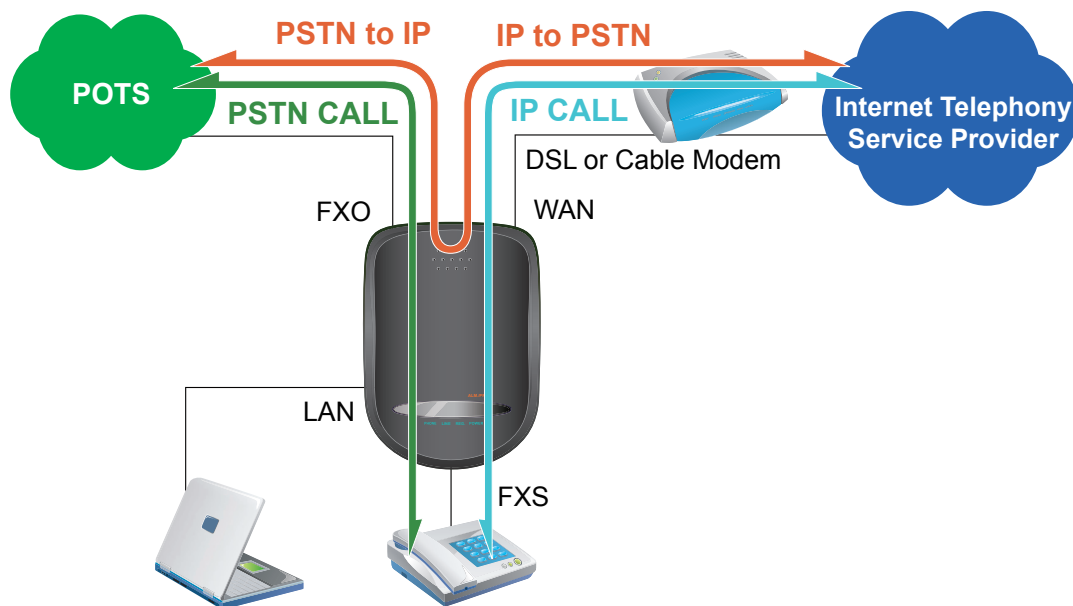 PSTN to IP
IP to PSTN
POTS
PSTN CALL
IP CALL
Internet Telephony
Service Provider
DSL or Cable Modem
FXO
WAN
LAN
FXS